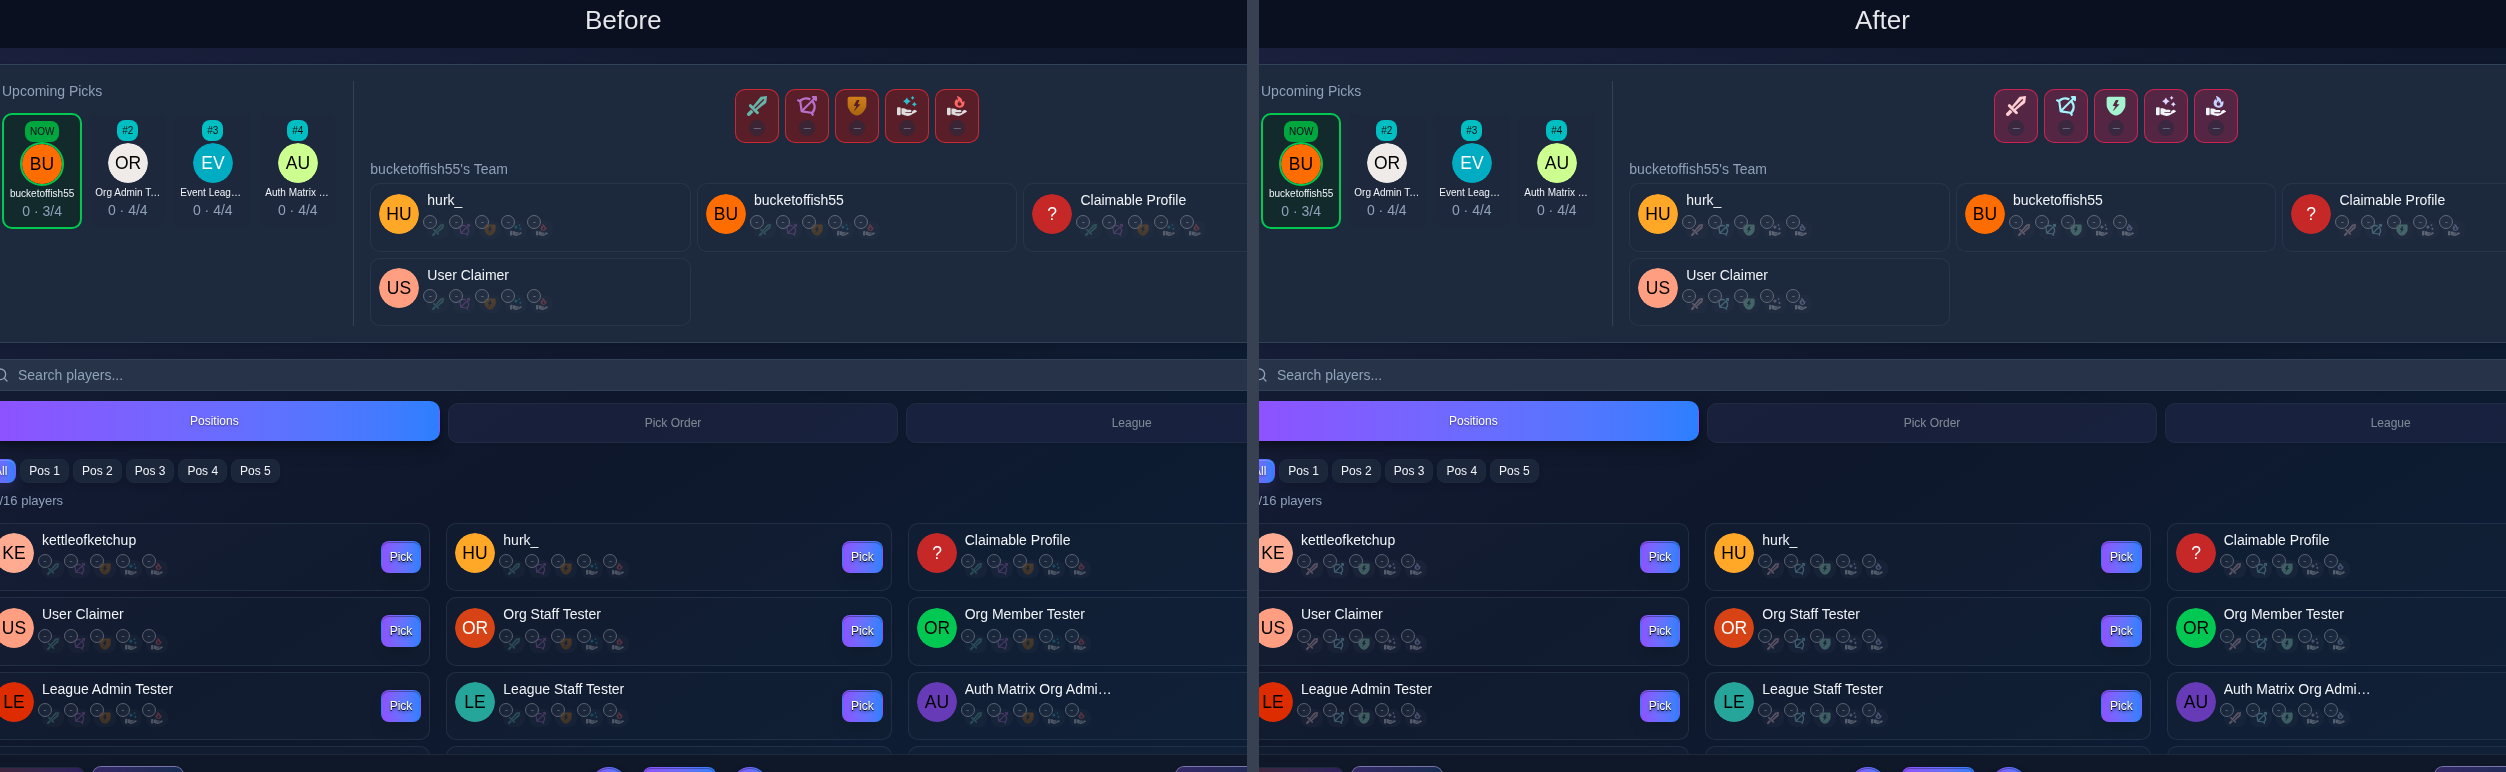 Before
Upcoming Picks
NOW
#2
#3
#4
BU
OR
EV
AU
bucketoffish55
Org Admin T...
Event Leag...
Auth Matrix ...
0 · 3/4
0 · 4/4
0 · 4/4
0 · 4/4
bucketoffish55's Team
HU
hurk_
BU
bucketoffish55
?
Claimable Profile
US
User Claimer
Search players...
Positions
Pick Order
League
Pos 1
Pos 2
Pos 3
Pos 4
Pos 5
/16 players
KE
kettleofketchup
Pick
HU
hurk_
Pick
?
Claimable Profile
US
User Claimer
Pick
OR
Org Staff Tester
Pick
OR
Org Member Tester
LE
League Admin Tester
Pick
LE
League Staff Tester
Pick
AU
Auth Matrix Org Admi...
After
Upcoming Picks
NOW
#2
#3
#4
BU
OR
EV
AU
bucketoffish55
Org Admin T...
Event Leag...
Auth Matrix ...
0 · 3/4
0 · 4/4
0 · 4/4
0 · 4/4
bucketoffish55's Team
HU
hurk_
BU
bucketoffish55
?
Claimable Profile
US
User Claimer
Search players...
Positions
Pick Order
League
Pos 1
Pos 2
Pos 3
Pos 4
Pos 5
/16 players
KE
kettleofketchup
Pick
HU
hurk_
Pick
?
Claimable Profile
US
User Claimer
Pick
OR
Org Staff Tester
Pick
OR
Org Member Tester
LE
League Admin Tester
Pick
LE
League Staff Tester
Pick
AU
Auth Matrix Org Admi...